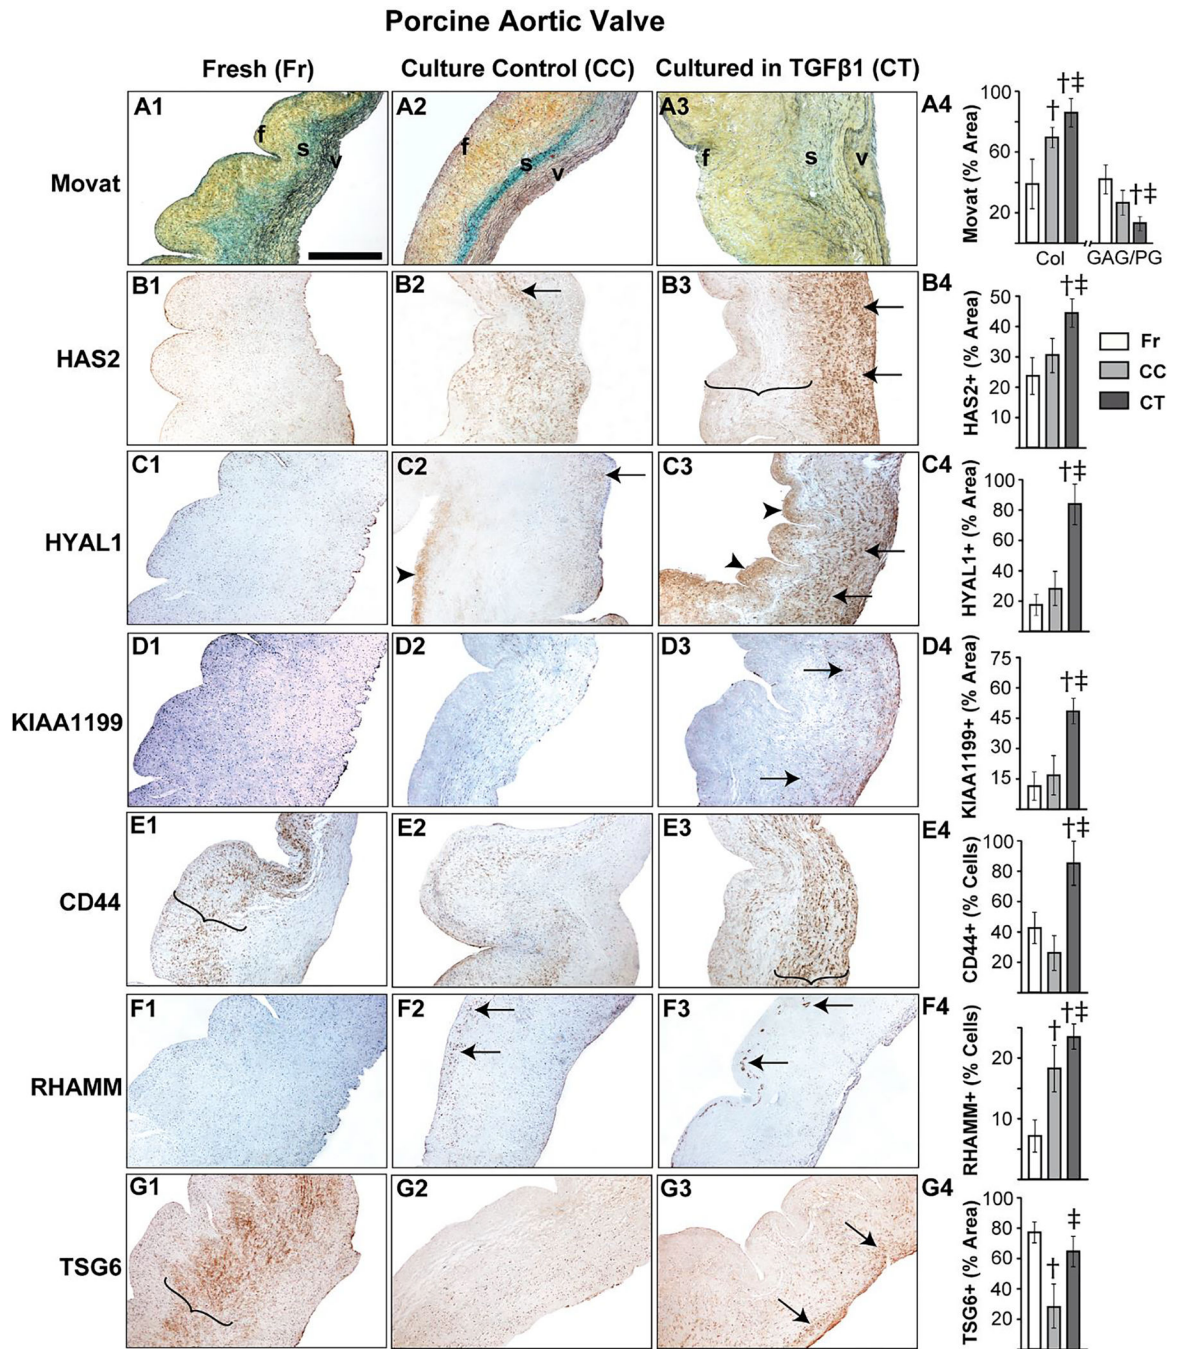 Porcine Aortic Valve
Fresh (Fr)
Culture Control (CC)
Cultured in TGFβ1 (CT)
Movat
A1
f
s
v
A2
f
s
v
A3
f
s
v
A4
Movat (% Area)
100
60
20
†
†‡
†‡
Col
GAG/PG
HAS2
B1
B2
B3
B4
HAS2+ (% Area)
50
40
30
20
10
†‡
Fr
CC
CT
HYAL1
C1
C2
C3
C4
HYAL1+ (% Area)
100
80
60
40
20
†‡
KIAA1199
D1
D2
D3
D4
KIAA1199+ (% Area)
75
60
45
30
15
†‡
CD44
E1
E2
E3
E4
CD44+ (% Cells)
100
80
60
40
20
†‡
RHAMM
F1
F2
F3
F4
RHAMM+ (% Cells)
20
10
†
†‡
TSG6
G1
G2
G3
G4
TSG6+ (% Area)
80
60
40
20
†
‡